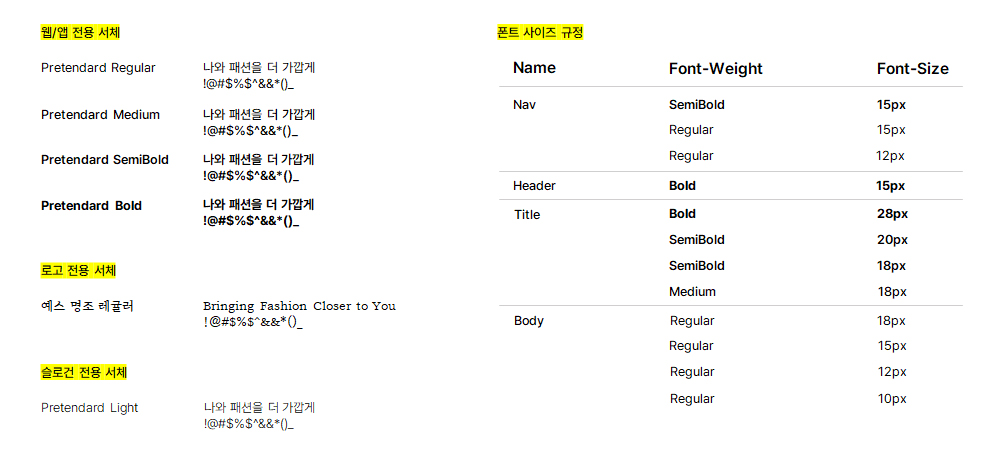 웹/앱 전용 서체
Pretendard Regular
나와 패션을 더 가깝게
!@#$%$^&&*()_
Pretendard Medium
나와 패션을 더 가깝게
!@#$%$^&&*()_
Pretendard SemiBold
나와 패션을 더 가깝게
!@#$%$^&&*()_
Pretendard Bold
나와 패션을 더 가깝게
!@#$%$^&&*()_
로고 전용 서체
예스 명조 레귤러
Bringing Fashion Closer to You
!@#$%$^&&*()_
슬로건 전용 서체
Pretendard Light
나와 패션을 더 가깝게
!@#$%$^&&*()_
폰트 사이즈 규정
Name Font-Weight Font-Size
Nav SemiBold 15px
Regular 15px
Regular 12px
Header Bold 15px
Title Bold 28px
SemiBold 20px
SemiBold 18px
Medium 18px
Body Regular 18px
Regular 15px
Regular 12px
Regular 10px